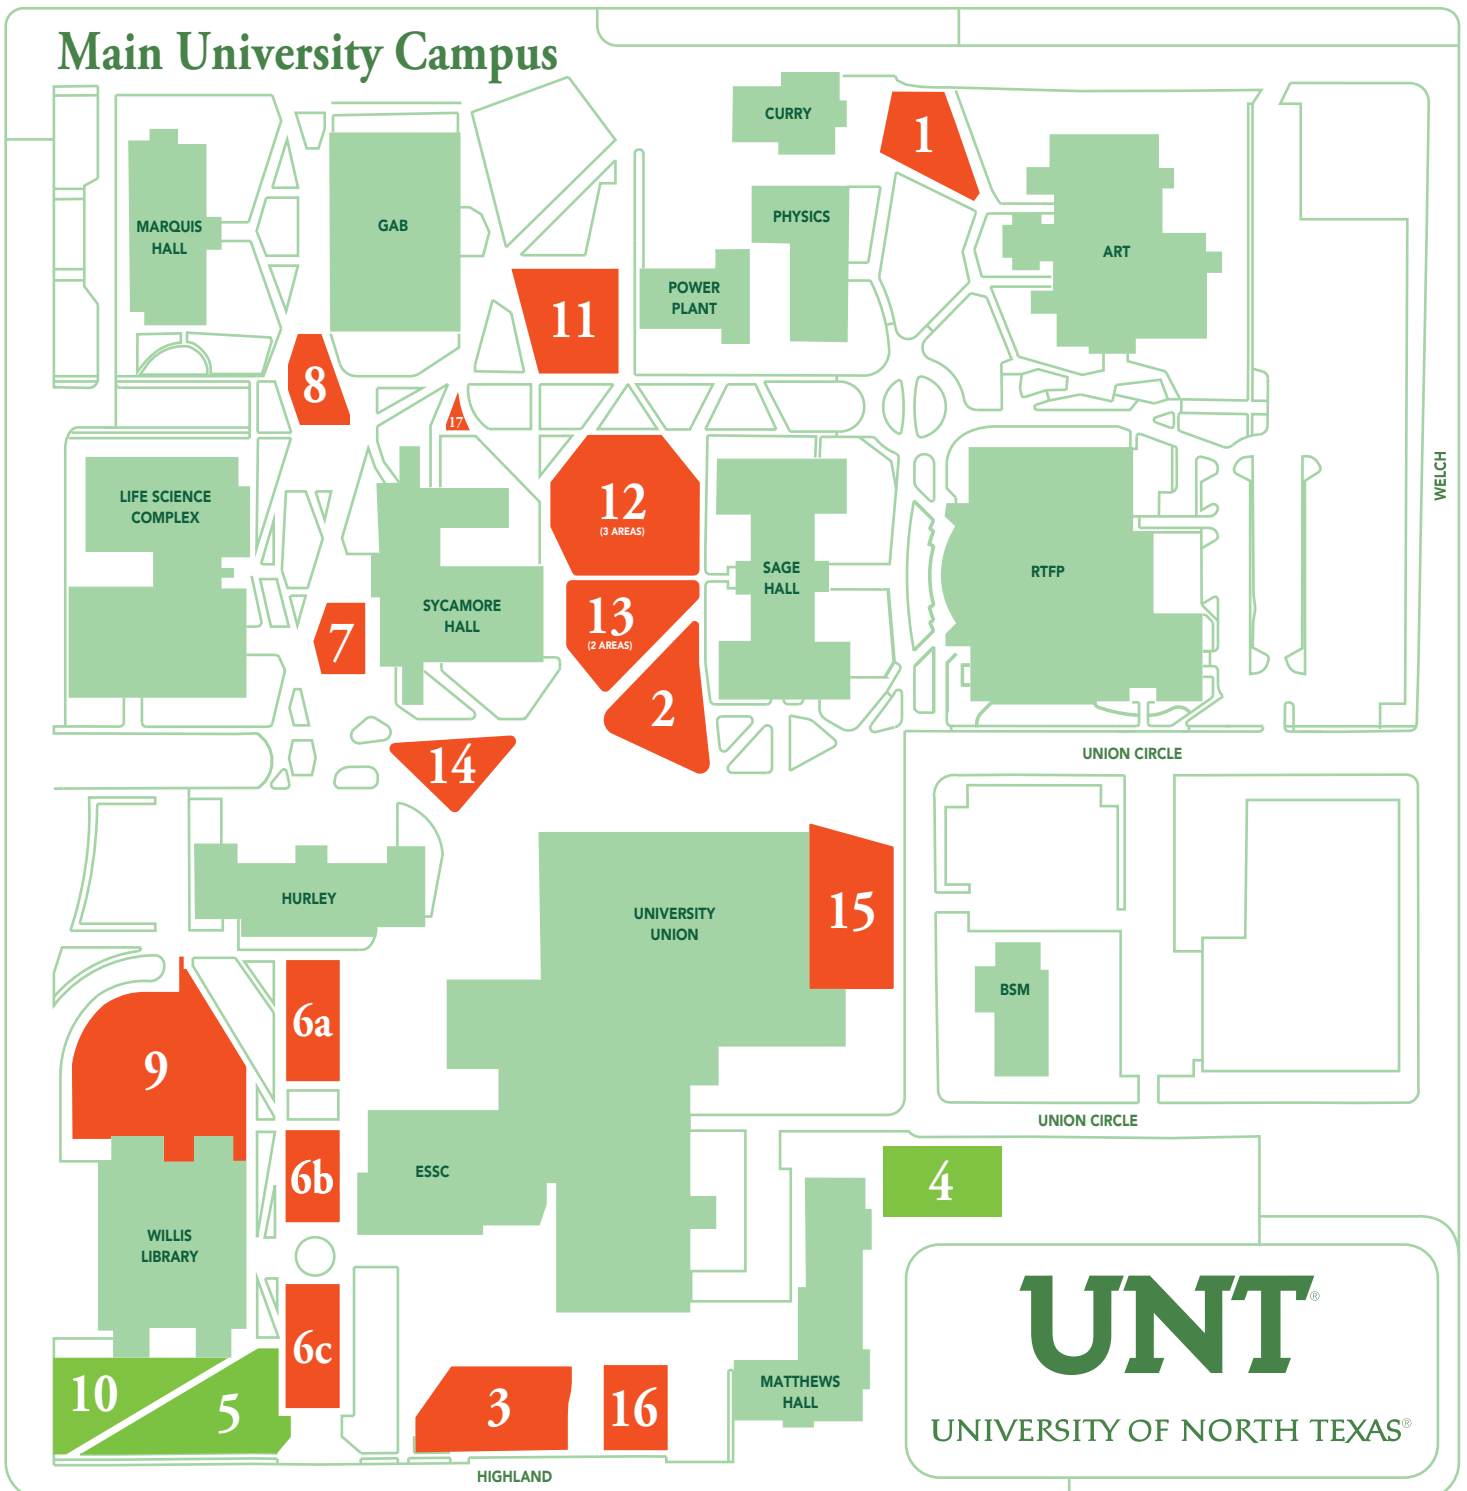 Main University Campus
CURRY
1
MARQUIS
HALL
GAB
PHYSICS
ART
POWER
PLANT
11
8
17
WELCH
LIFE SCIENCE
COMPLEX
12
(3 AREAS)
SAGE
HALL
RTFP
SYCAMORE
HALL
13
(2 AREAS)
7
2
14
UNION CIRCLE
HURLEY
UNIVERSITY
UNION
15
BSM
6a
9
UNION CIRCLE
6b
ESSC
4
WILLIS
LIBRARY
6c
10
5
3
16
MATTHEWS
HALL
UNT®
UNIVERSITY OF NORTH TEXAS®
HIGHLAND